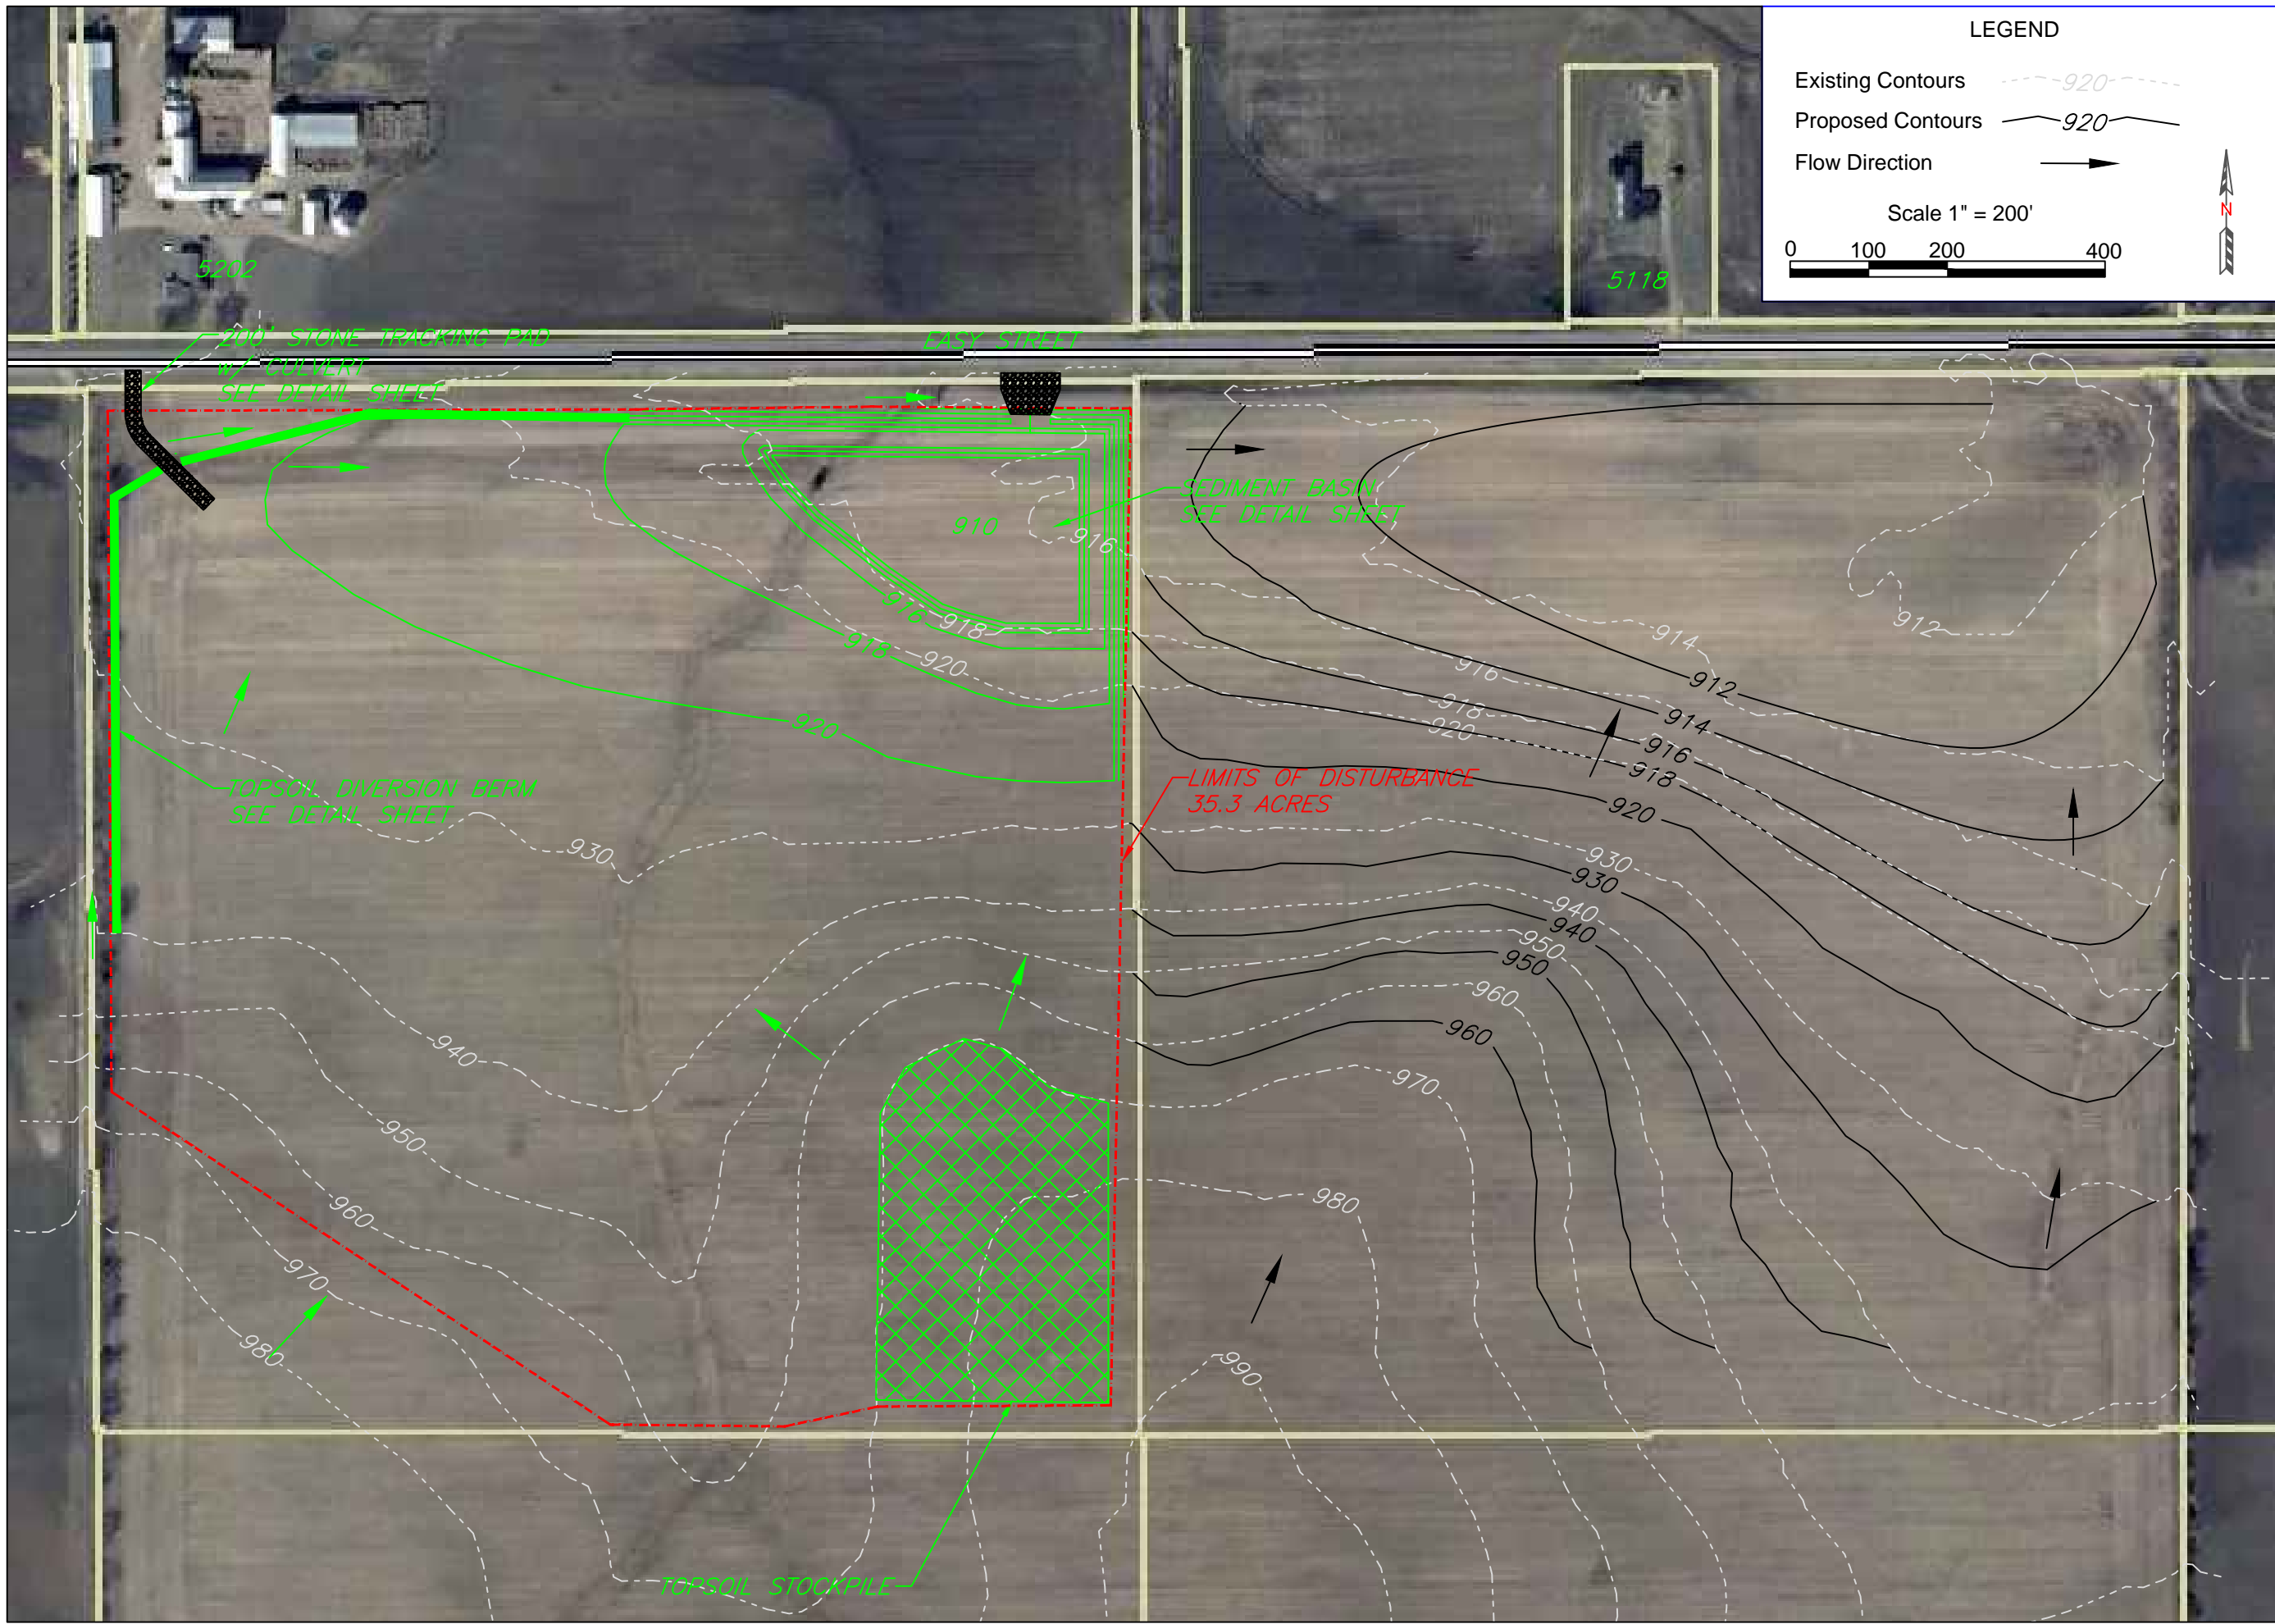 LEGEND
Existing Contours 920
Proposed Contours 920
Flow Direction
N
Scale 1" = 200'
0 100 200 400
5202
5118
200' STONE TRACKING PAD
w/ CULVERT
SEE DETAIL SHEET
EASY STREET
SEDIMENT BASIN
SEE DETAIL SHEET
910
916
916
918
918
920
920
TOPSOIL DIVERSION BERM
SEE DETAIL SHEET
LIMITS OF DISTURBANCE
35.3 ACRES
912
914
916
912
918
914
920
916
918
920
930
930
930
940
940
950
950
960
960
940
950
960
970
980
970
980
990
TOPSOIL STOCKPILE